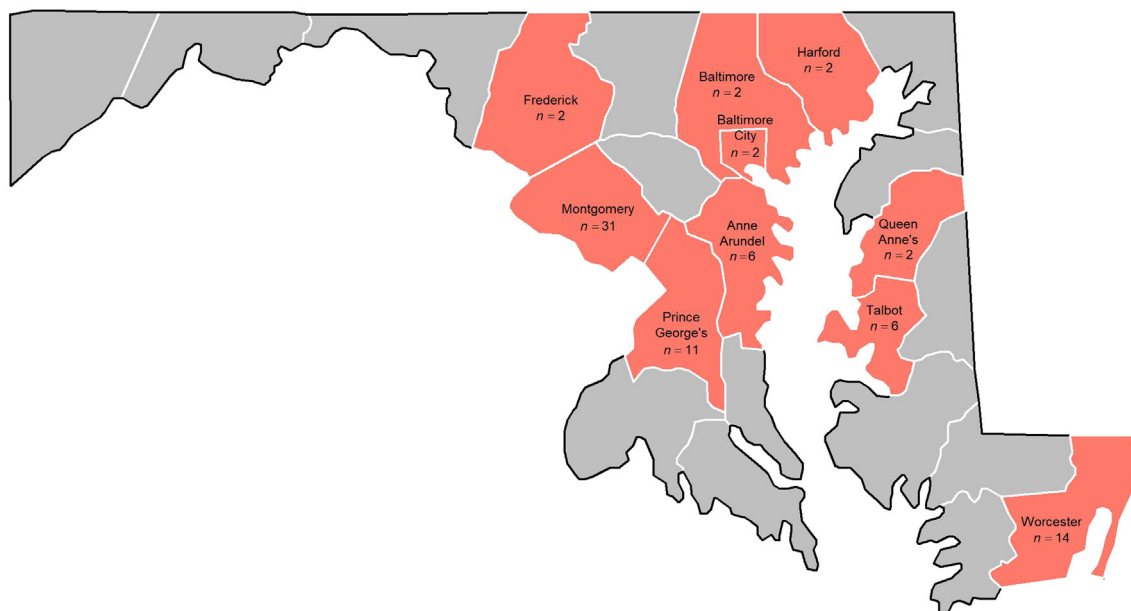 Harford
n = 2
Baltimore
n = 2
Frederick
n = 2
Baltimore
City
n = 2
Montgomery
n = 31
Anne
Arundel
n = 6
Queen
Anne's
n = 2
Prince
George's
n = 11
Talbot
n = 6
Worcester
n = 14